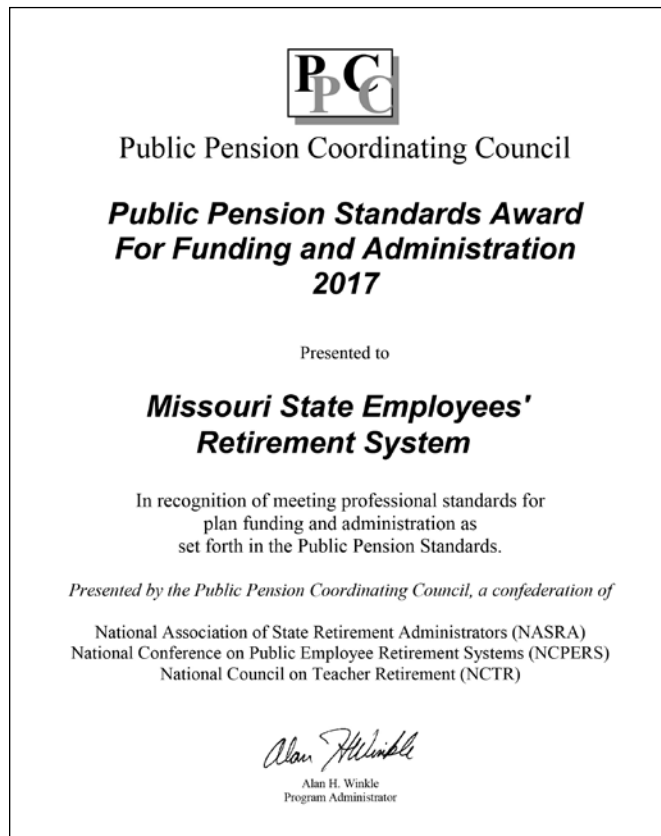 PPCC
Public Pension Coordinating Council
Public Pension Standards Award
For Funding and Administration
2017
Presented to
Missouri State Employees'
Retirement System
In recognition of meeting professional standards for
plan funding and administration as
set forth in the Public Pension Standards.
Presented by the Public Pension Coordinating Council, a confederation of
National Association of State Retirement Administrators (NASRA)
National Conference on Public Employee Retirement Systems (NCPERS)
National Council on Teacher Retirement (NCTR)
Alan H Winkle
Alan H. Winkle
Program Administrator